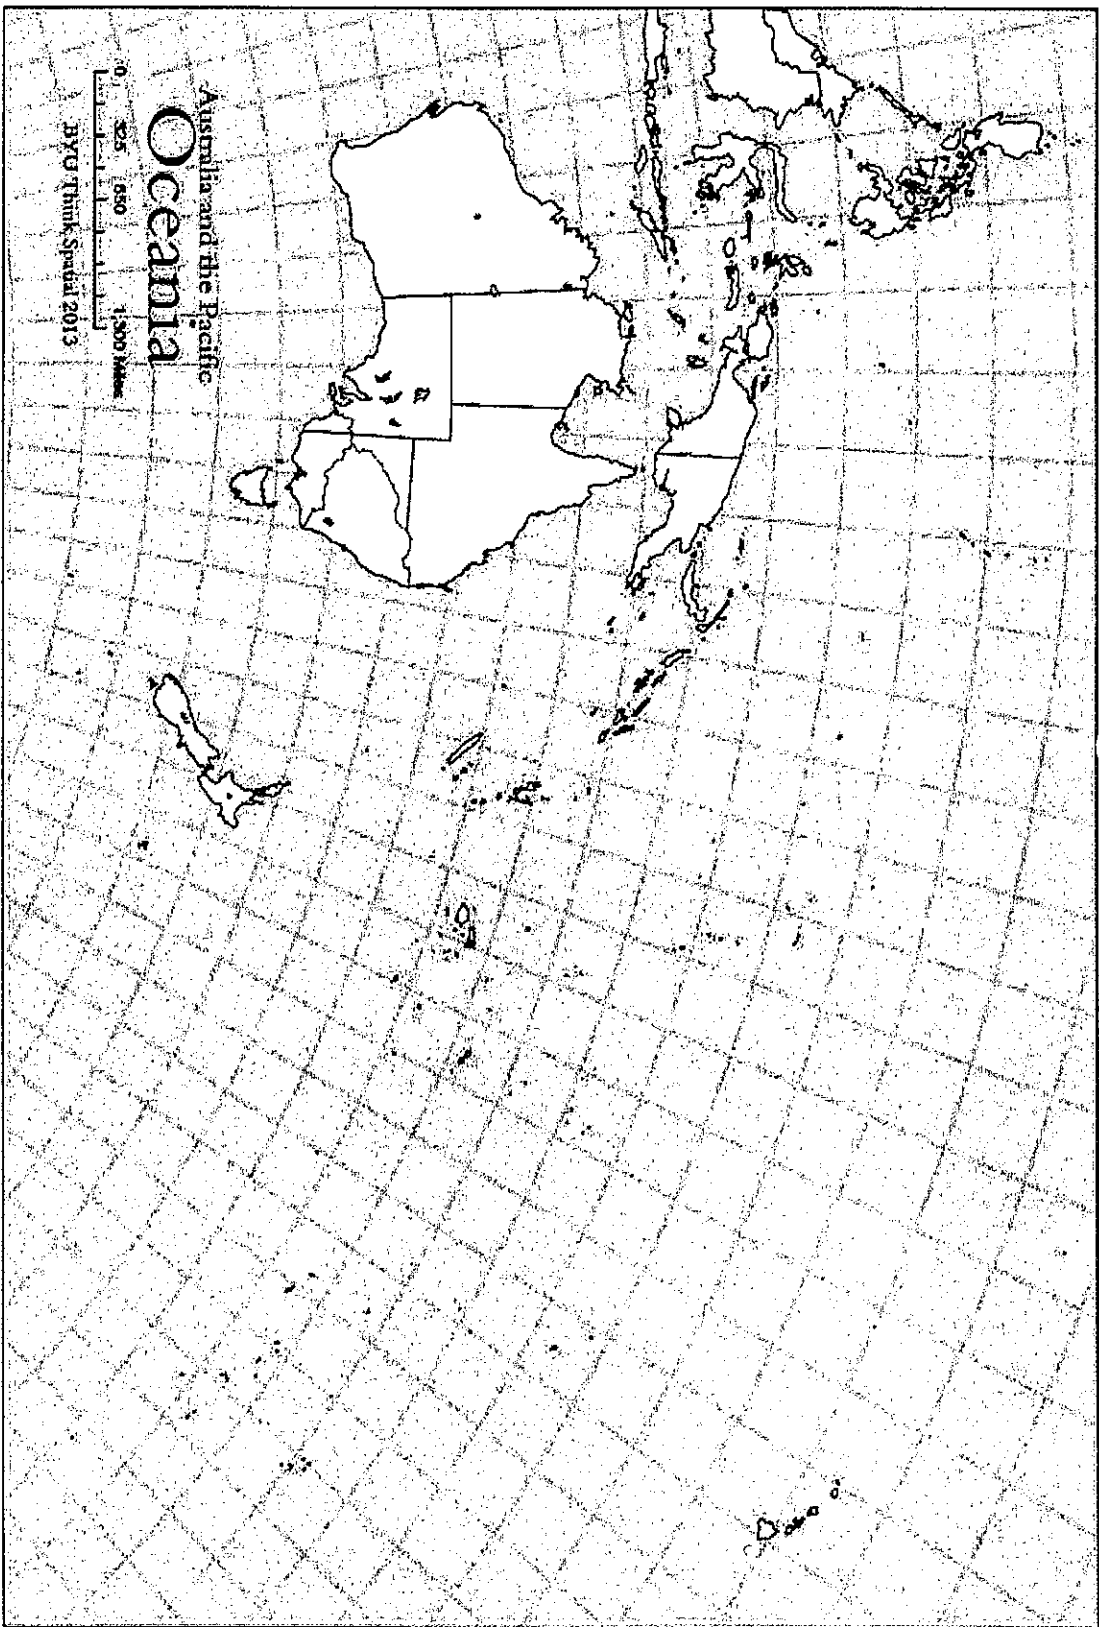 Australia and the Pacific
Oceania
0 325 650 1,300 Miles
BYU Think Spatial 2013